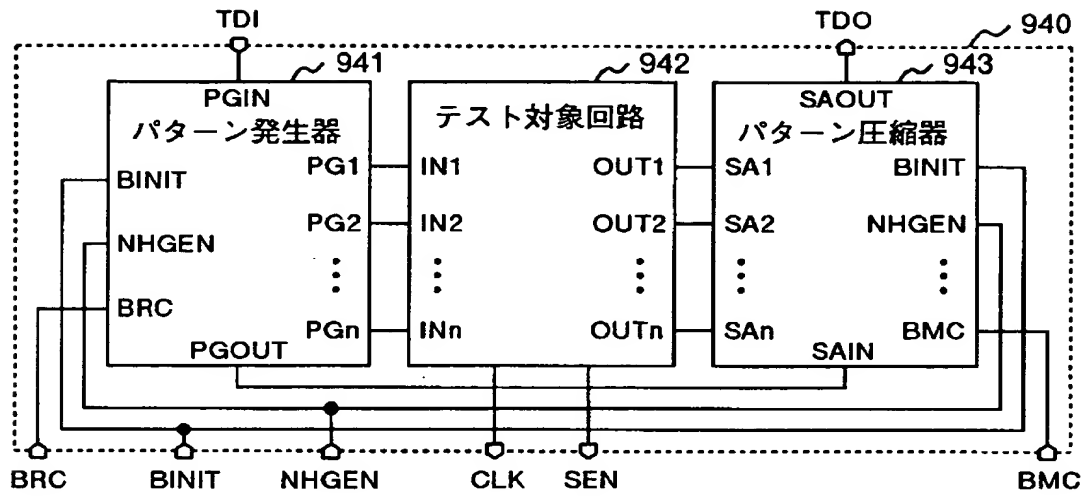 TDI
TDO
940
941
942
943
PGIN
パターン発生器
BINIT
NHGEN
BRC
PG1
PG2
PGn
PGOUT
テスト対象回路
IN1
IN2
INn
OUT1
OUT2
OUTn
SAOUT
パターン圧縮器
SA1
SA2
SAn
BINIT
NHGEN
BMC
SAIN
BRC
BINIT
NHGEN
CLK
SEN
BMC